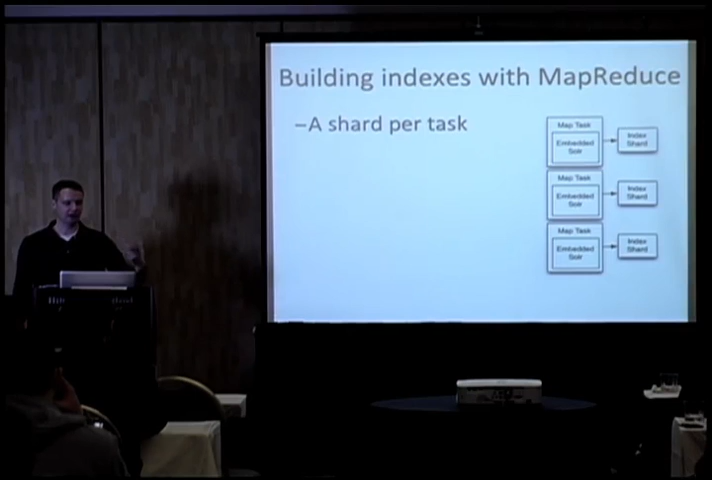 Building indexes with MapReduce
–A shard per task
Map Task
Embedded
Solr
Index
Shard
Map Task
Embedded
Solr
Index
Shard
Map Task
Embedded
Solr
Index
Shard